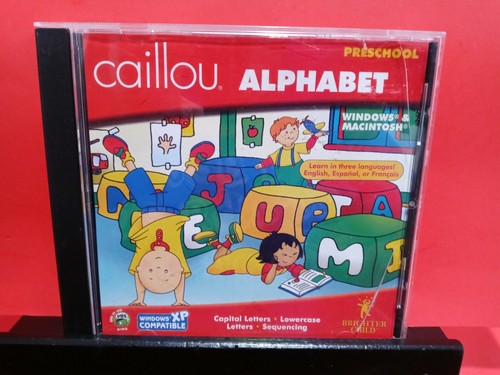 PRESCHOOL
caillou® ALPHABET
WINDOWS® &
MACINTOSH®
Learn in three languages!
English, Español, or Français
A J
E J U P I A
M
WINDOWS® XP
COMPATIBLE
Capital Letters • Lowercase
Letters • Sequencing
BRIGHTER
CHILD